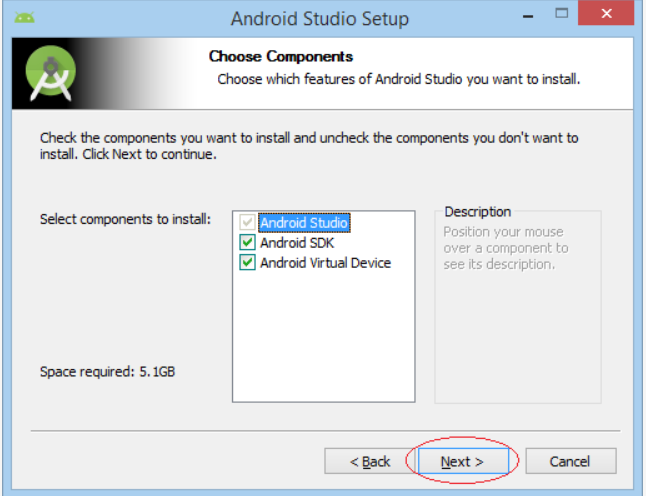 Android Studio Setup
Choose Components
Choose which features of Android Studio you want to install.
Check the components you want to install and uncheck the components you don't want to
install. Click Next to continue.
Select components to install:
Android Studio
Android SDK
Android Virtual Device
Description
Position your mouse
over a component to
see its description.
Space required: 5.1GB
< Back
Next >
Cancel